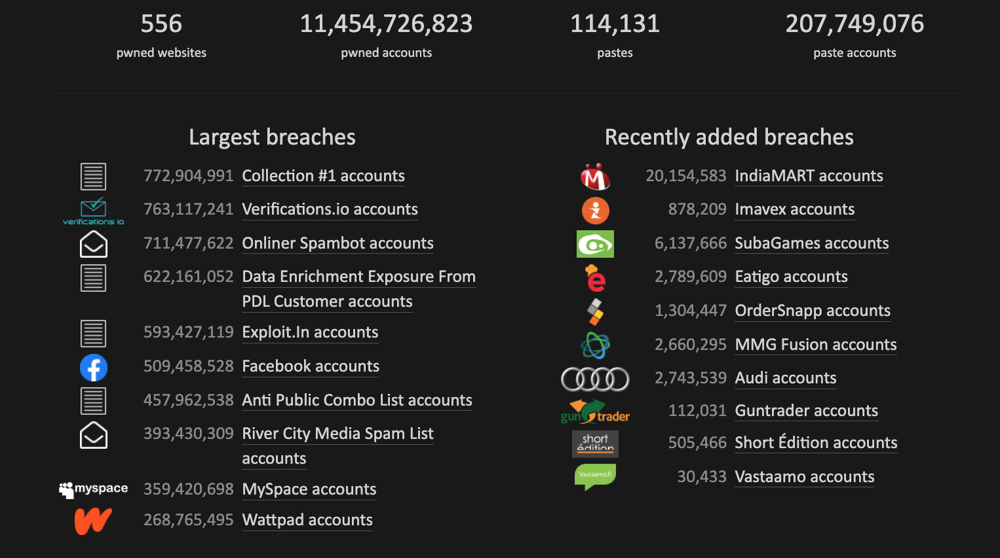 556
pwned websites
11,454,726,823
pwned accounts
114,131
pastes
207,749,076
paste accounts
Largest breaches
772,904,991 Collection #1 accounts
verifications io
763,117,241 Verifications.io accounts
711,477,622 Onliner Spambot accounts
622,161,052 Data Enrichment Exposure From
PDL Customer accounts
593,427,119 Exploit.In accounts
509,458,528 Facebook accounts
457,962,538 Anti Public Combo List accounts
393,430,309 River City Media Spam List
accounts
myspace 359,420,698 MySpace accounts
268,765,495 Wattpad accounts
Recently added breaches
20,154,583 IndiaMART accounts
878,209 Imavex accounts
6,137,666 SubaGames accounts
2,789,609 Eatigo accounts
1,304,447 OrderSnapp accounts
2,660,295 MMG Fusion accounts
2,743,539 Audi accounts
guntrader 112,031 Guntrader accounts
short
édition
505,466 Short Édition accounts
Vastaamo.fi 30,433 Vastaamo accounts